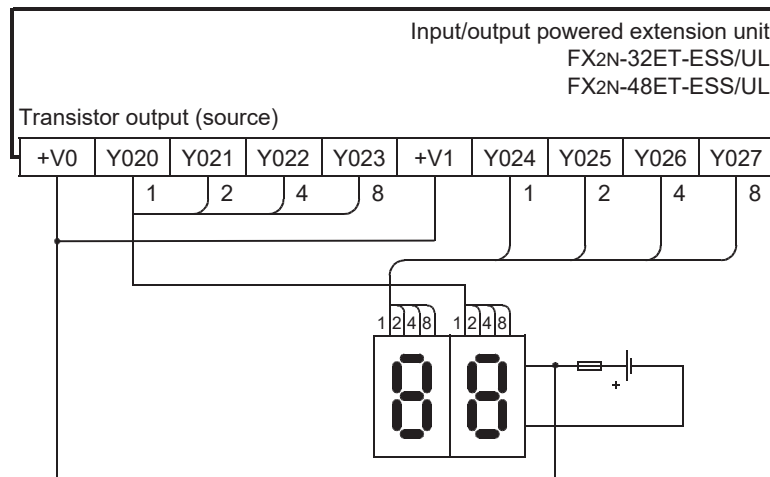 Input/output powered extension unit
FX2N-32ET-ESS/UL
FX2N-48ET-ESS/UL
Transistor output (source)
+V0 Y020 Y021 Y022 Y023 +V1 Y024 Y025 Y026 Y027
1 2 4 8 1 2 4 8
1 2 4 8 1 2 4 8
+